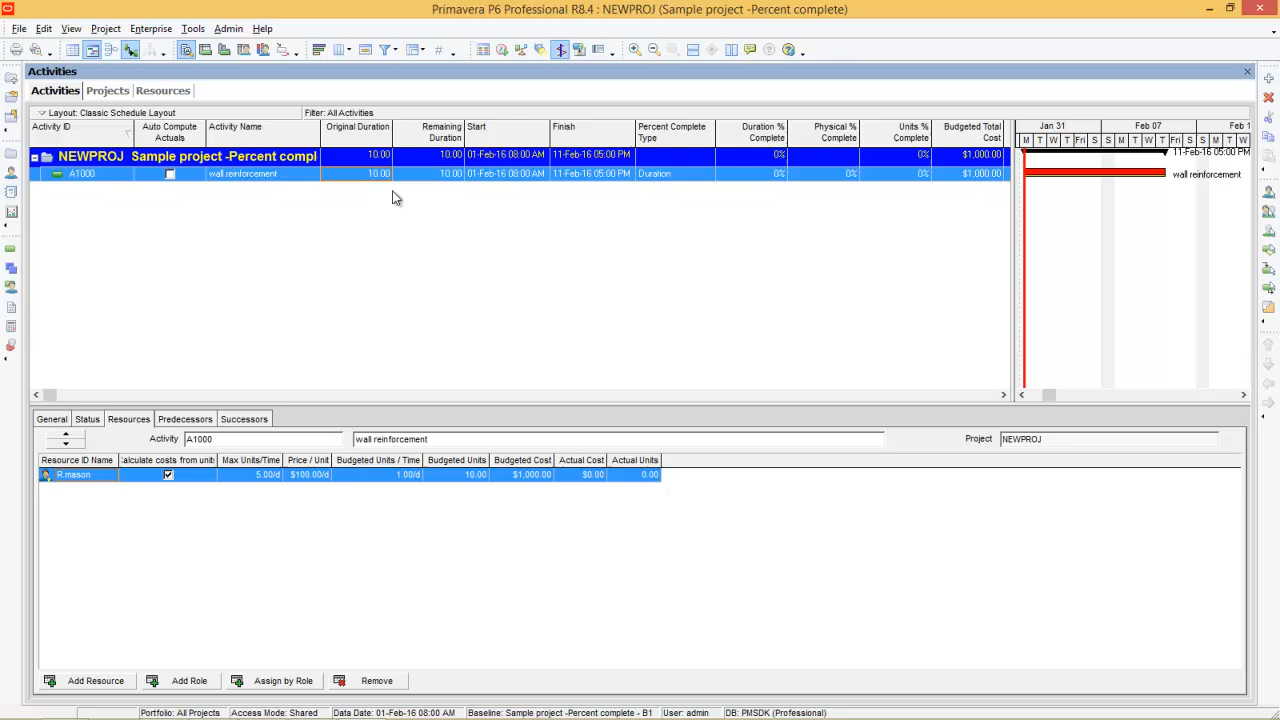 Primavera P6 Professional R8.4 : NEWPROJ (Sample project -Percent complete)
File Edit View Project Enterprise Tools Admin Help
Activities
Activities Projects Resources
Layout: Classic Schedule Layout Filter: All Activities
Activity ID Auto Compute Actuals Activity Name Original Duration Remaining Duration Start Finish Percent Complete Type Duration % Complete Physical % Complete Units % Complete Budgeted Total Cost Jan 31 Feb 07 Feb 1
M T W T Fri S S M T W T Fri S S M T W
NEWPROJ Sample project -Percent compl 10.00 10.00 01-Feb-16 08:00 AM 11-Feb-16 05:00 PM 0% 0% 0% $1,000.00 11-Feb-16 05:00 PM
A1000 wall reinforcement 10.00 10.00 01-Feb-16 08:00 AM 11-Feb-16 05:00 PM Duration 0% 0% 0% $1,000.00 wall reinforcement
General Status Resources Predecessors Successors
Activity A1000 wall reinforcement Project NEWPROJ
Resource ID Name alculate costs from unit Max Units/Time Price / Unit Budgeted Units / Time Budgeted Units Budgeted Cost Actual Cost Actual Units
R.mason 5.00/d $100.00/d 1.00/d 10.00 $1,000.00 $0.00 0.00
Add Resource Add Role Assign by Role Remove
Portfolio: All Projects Access Mode: Shared Data Date: 01-Feb-16 08:00 AM Baseline: Sample project -Percent complete - B1 User: admin DB: PMSDK (Professional)